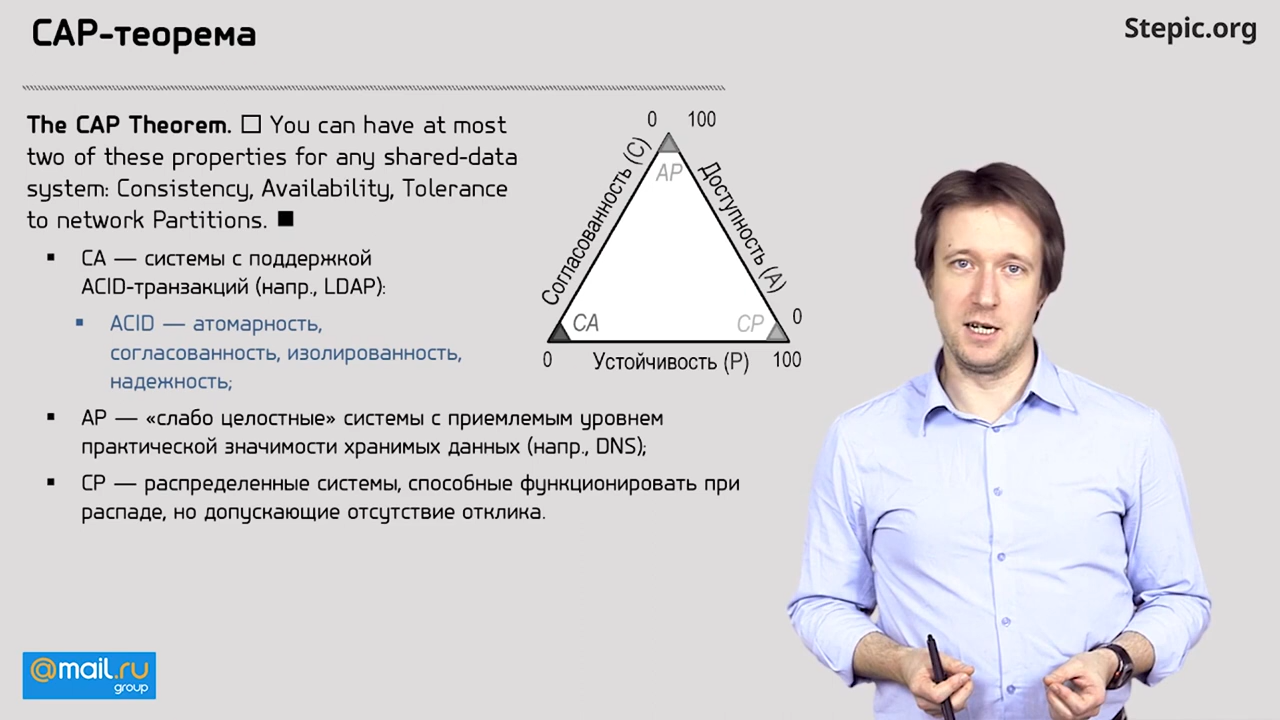 CAP-теорема
Stepic.org
The CAP Theorem. □ You can have at most
two of these properties for any shared-data
system: Consistency, Availability, Tolerance
to network Partitions. ■
▪ CA — системы с поддержкой
ACID-транзакций (напр., LDAP):
▪ ACID — атомарность,
согласованность, изолированность,
надежность;
▪ AP — «слабо целостные» системы с приемлемым уровнем
практической значимости хранимых данных (напр., DNS);
▪ CP — распределенные системы, способные функционировать при
распаде, но допускающие отсутствие отклика.
0 100
Согласованность (C)
AP
Доступность (A)
CA
CP
0
0
Устойчивость (P)
100
@mail.ru
group